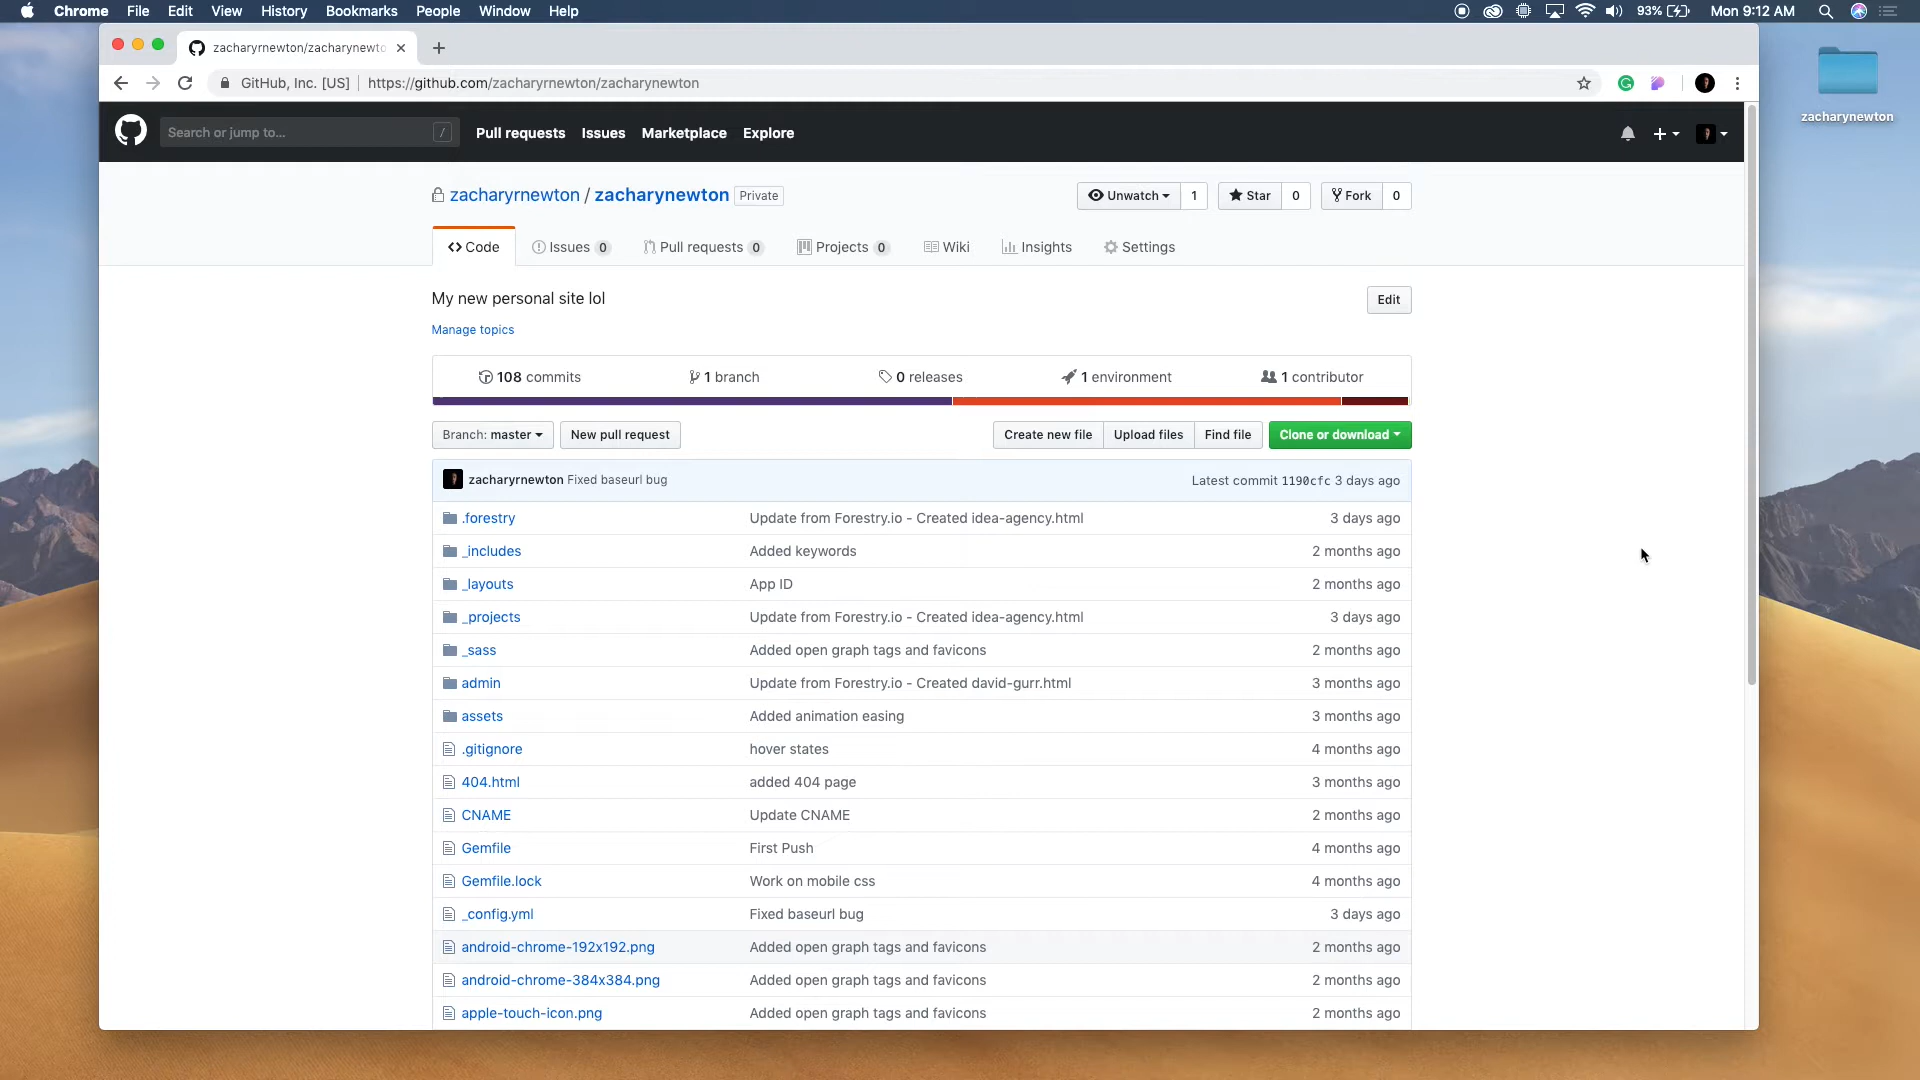 Chrome File Edit View History Bookmarks People Window Help 93% Mon 9:12 AM
zacharyrnewton/zacharynewto
GitHub, Inc. [US] https://github.com/zacharyrnewton/zacharynewton
zacharynewton
Search or jump to... / Pull requests Issues Marketplace Explore
zacharyrnewton / zacharynewton Private Unwatch 1 Star 0 Fork 0
Code Issues 0 Pull requests 0 Projects 0 Wiki Insights Settings
My new personal site lol Edit
Manage topics
108 commits 1 branch 0 releases 1 environment 1 contributor
Branch: master New pull request Create new file Upload files Find file Clone or download
zacharyrnewton Fixed baseurl bug Latest commit 1190cfc 3 days ago
.forestry Update from Forestry.io - Created idea-agency.html 3 days ago
_includes Added keywords 2 months ago
_layouts App ID 2 months ago
_projects Update from Forestry.io - Created idea-agency.html 3 days ago
_sass Added open graph tags and favicons 2 months ago
admin Update from Forestry.io - Created david-gurr.html 3 months ago
assets Added animation easing 3 months ago
.gitignore hover states 4 months ago
404.html added 404 page 3 months ago
CNAME Update CNAME 2 months ago
Gemfile First Push 4 months ago
Gemfile.lock Work on mobile css 4 months ago
_config.yml Fixed baseurl bug 3 days ago
android-chrome-192x192.png Added open graph tags and favicons 2 months ago
android-chrome-384x384.png Added open graph tags and favicons 2 months ago
apple-touch-icon.png Added open graph tags and favicons 2 months ago